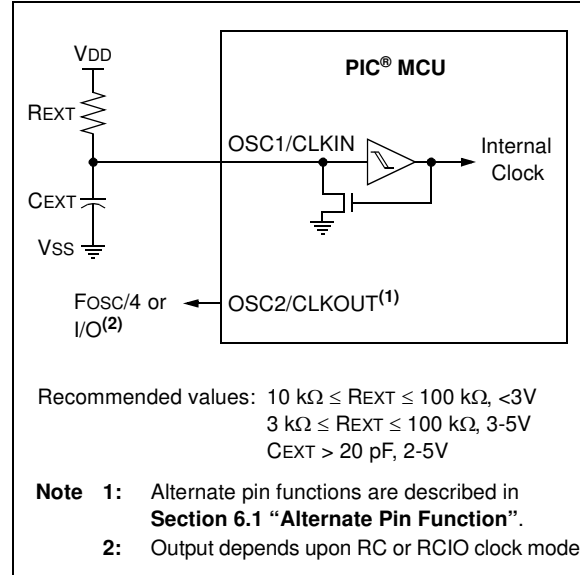 VDD
PIC® MCU
REXT
OSC1/CLKIN
Internal
Clock
CEXT
VSS
FOSC/4 or
I/O(2)
OSC2/CLKOUT(1)
Recommended values: 10 kΩ ≤ REXT ≤ 100 kΩ, <3V
3 kΩ ≤ REXT ≤ 100 kΩ, 3-5V
CEXT > 20 pF, 2-5V
Note 1: Alternate pin functions are described in
Section 6.1 “Alternate Pin Function”.
2: Output depends upon RC or RCIO clock mode